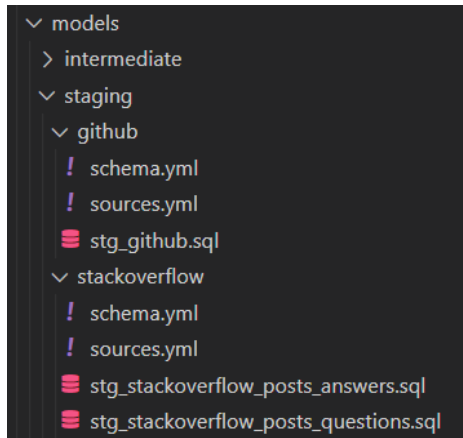 models
intermediate
staging
github
! schema.yml
! sources.yml
stg_github.sql
stackoverflow
! schema.yml
! sources.yml
stg_stackoverflow_posts_answers.sql
stg_stackoverflow_posts_questions.sql